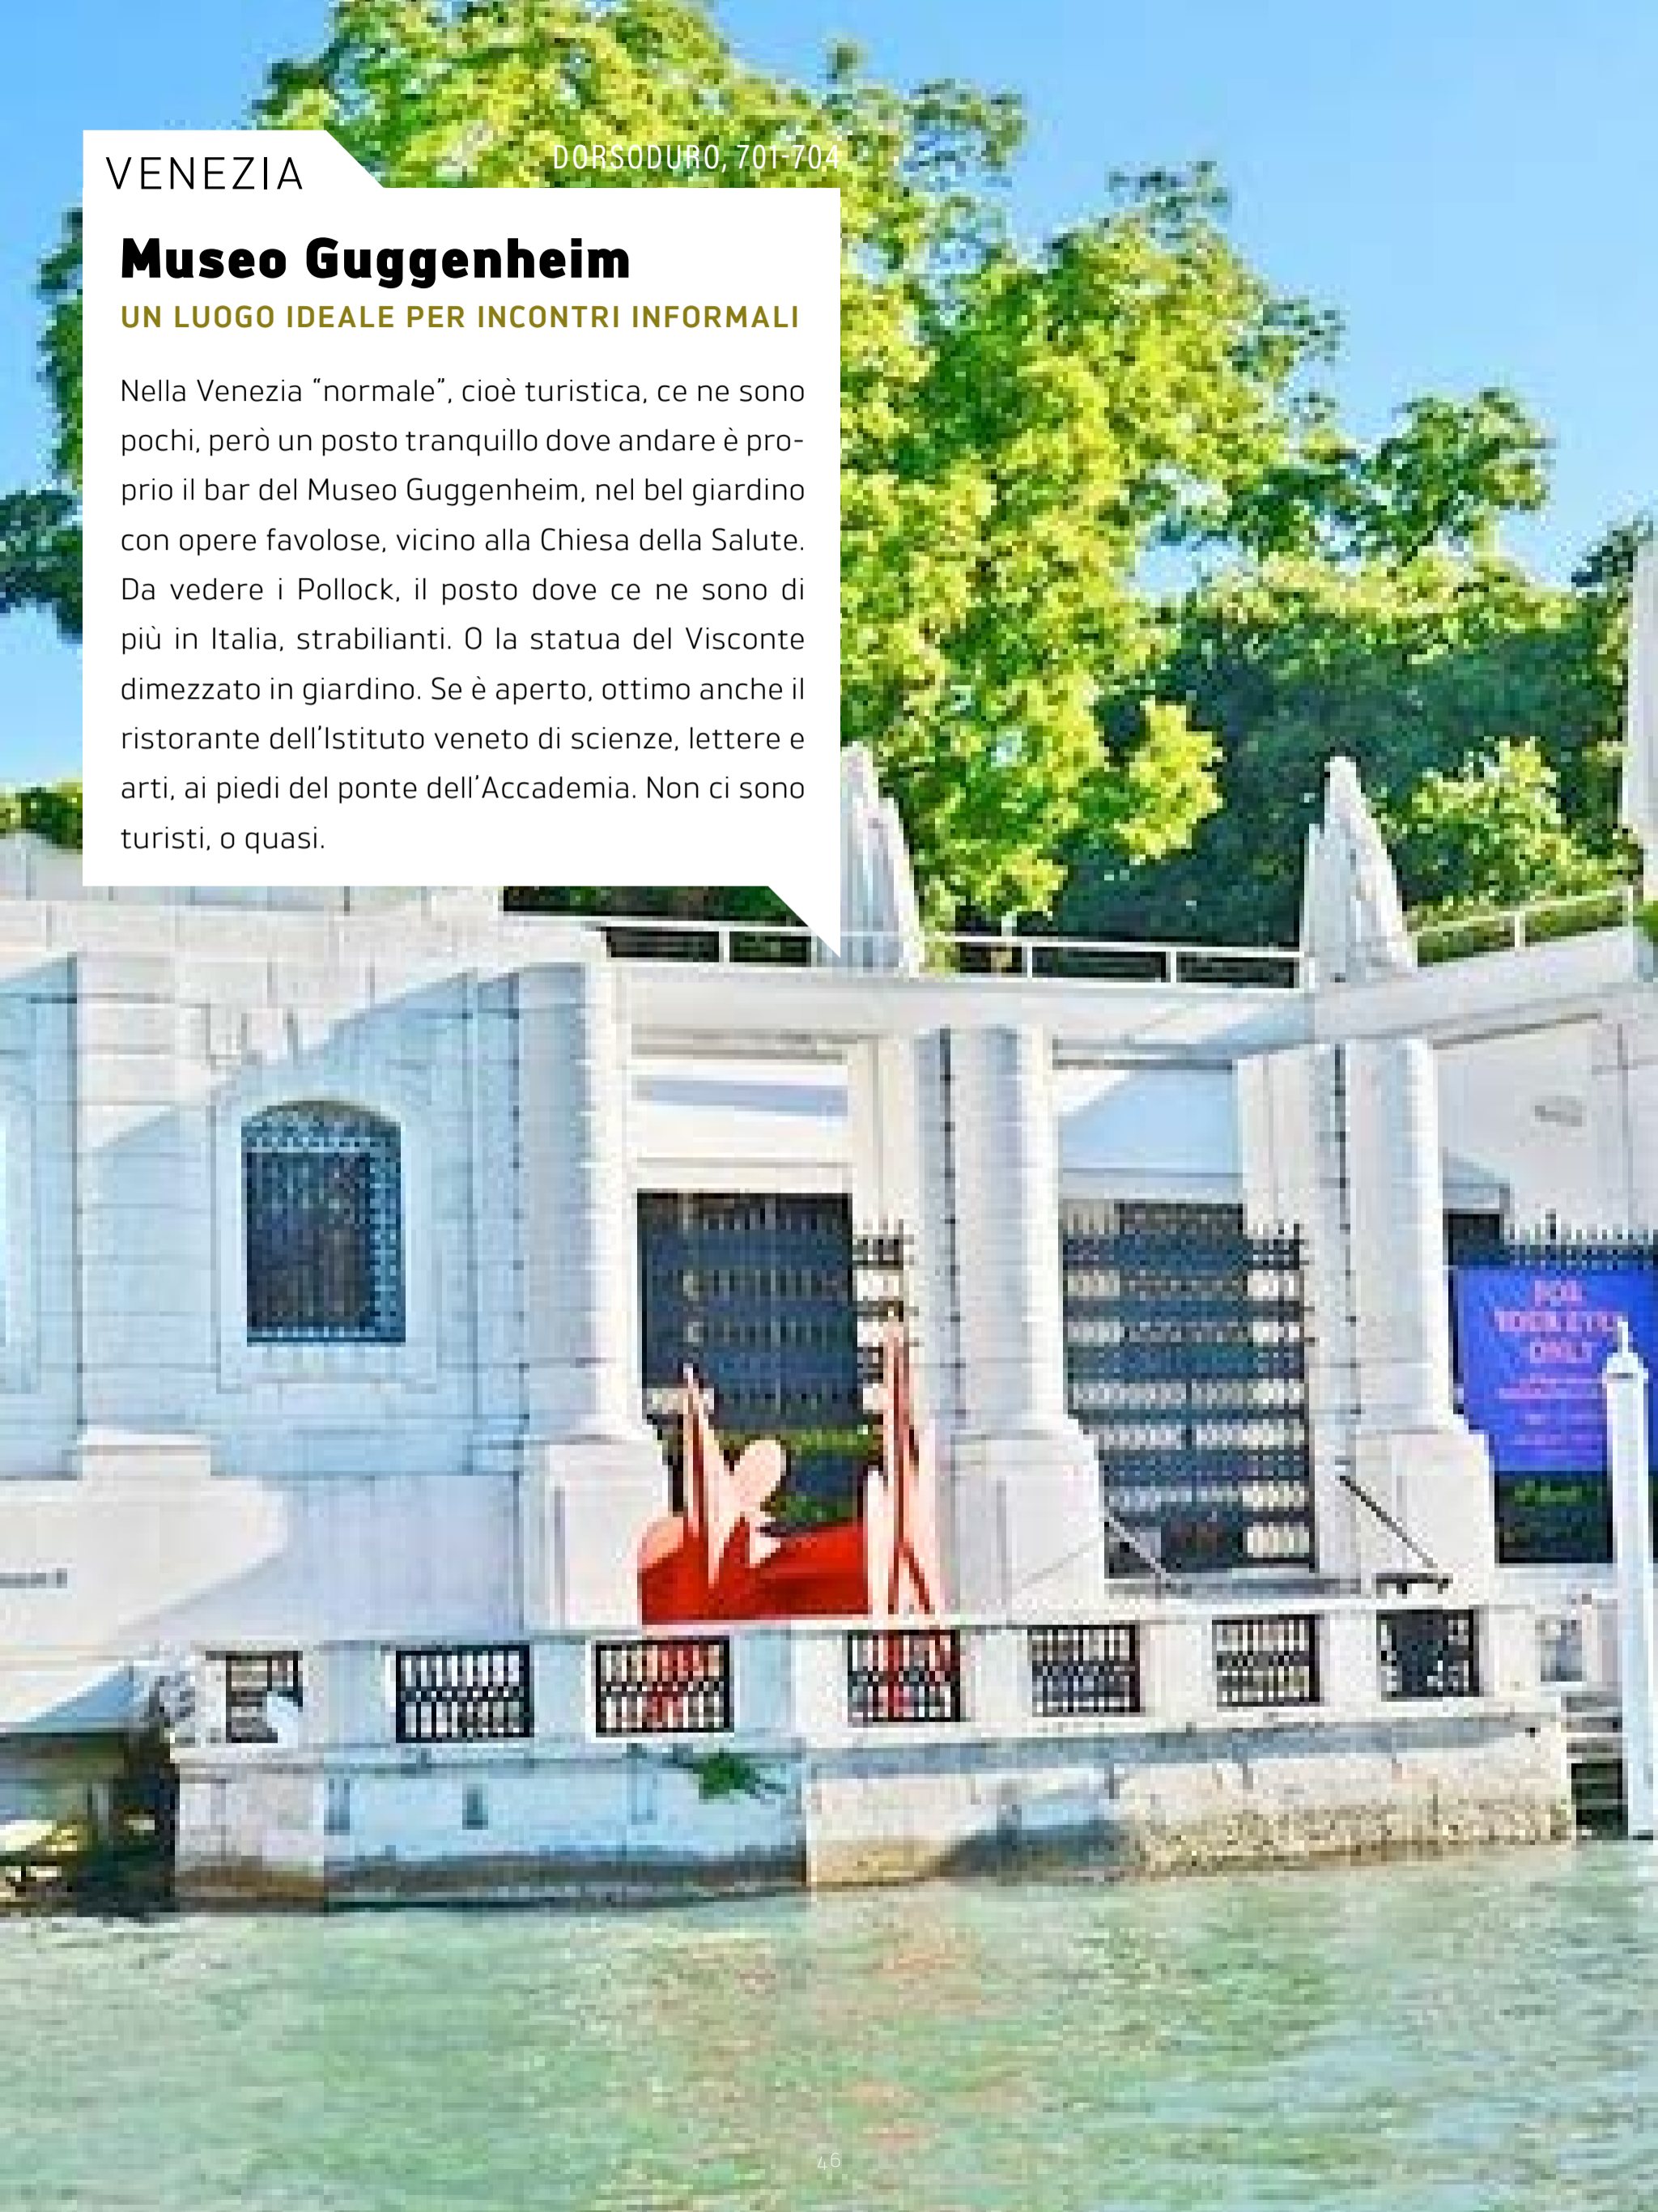 VENEZIA
DORSODURO, 701-704
Museo Guggenheim
UN LUOGO IDEALE PER INCONTRI INFORMALI
Nella Venezia “normale”, cioè turistica, ce ne sono
pochi, però un posto tranquillo dove andare è pro-
prio il bar del Museo Guggenheim, nel bel giardino
con opere favolose, vicino alla Chiesa della Salute.
Da vedere i Pollock, il posto dove ce ne sono di
più in Italia, strabilianti. O la statua del Visconte
dimezzato in giardino. Se è aperto, ottimo anche il
ristorante dell’Istituto veneto di scienze, lettere e
arti, ai piedi del ponte dell’Accademia. Non ci sono
turisti, o quasi.
ONLY
46